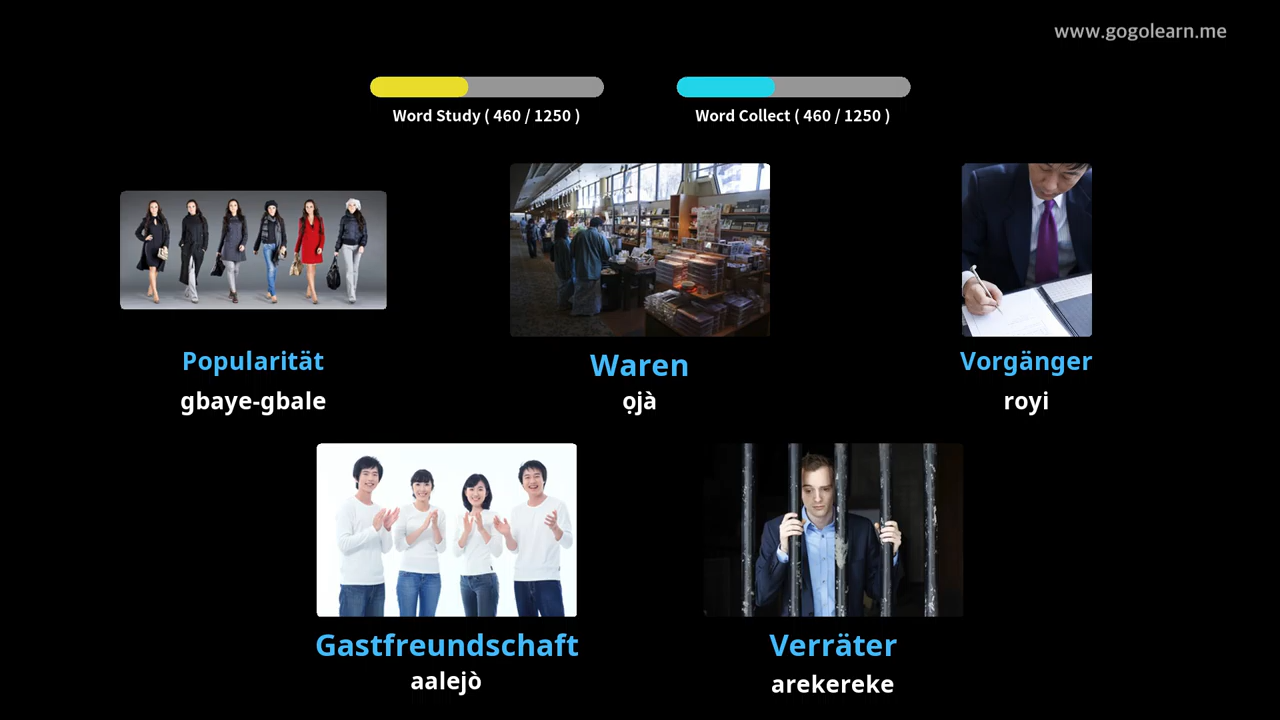 www.gogolearn.me
Word Study ( 460 / 1250 )
Word Collect ( 460 / 1250 )
Popularität
gbaye-gbale
Waren
ọjà
Vorgänger
royi
Gastfreundschaft
aalejò
Verräter
arekereke